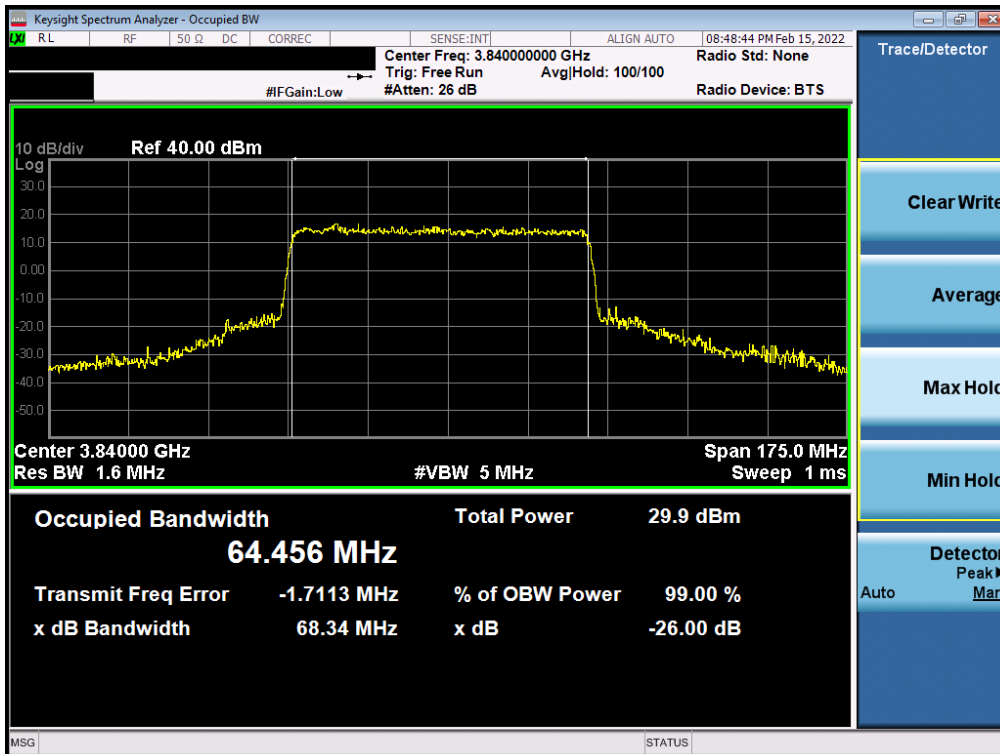 Keysight Spectrum Analyzer - Occupied BW
LXI RL RF 50 Ω DC CORREC SENSE:INT ALIGN AUTO 08:48:44 PM Feb 15, 2022
Center Freq: 3.840000000 GHz Radio Std: None
Trig: Free Run Avg|Hold: 100/100
#IFGain:Low #Atten: 26 dB Radio Device: BTS
Trace/Detector
10 dB/div Ref 40.00 dBm
Log
30.0
20.0
10.0
0.00
-10.0
-20.0
-30.0
-40.0
-50.0
Center 3.84000 GHz Span 175.0 MHz
Res BW 1.6 MHz #VBW 5 MHz Sweep 1 ms
Occupied Bandwidth Total Power 29.9 dBm
64.456 MHz
Transmit Freq Error -1.7113 MHz % of OBW Power 99.00 %
x dB Bandwidth 68.34 MHz x dB -26.00 dB
Clear Write
Average
Max Hold
Min Hold
Detector
Peak
Auto Man
MSG STATUS